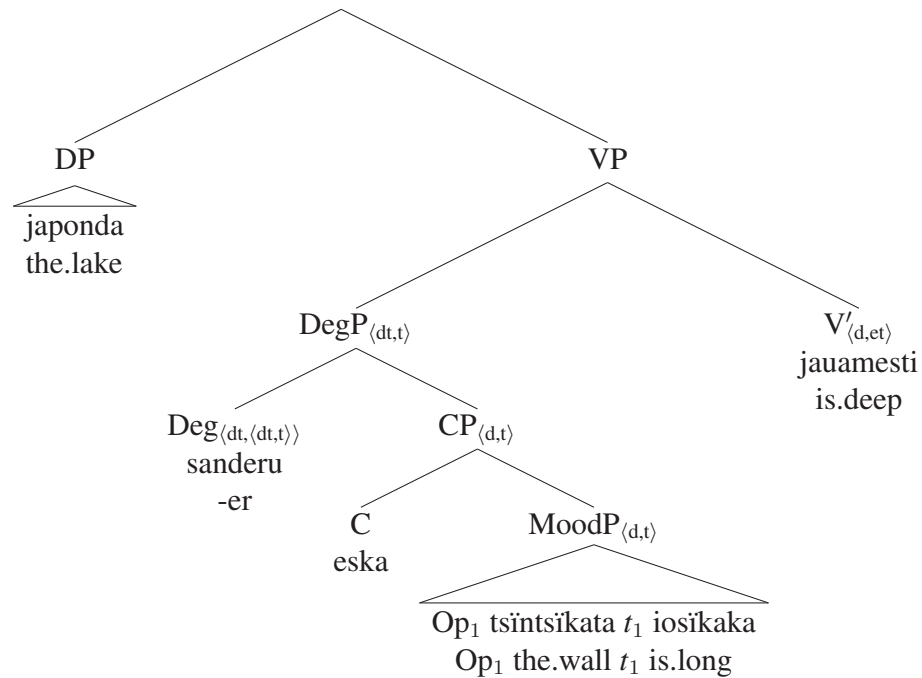 DP
VP
japonda
the.lake
DegP⟨dt,t⟩
V′⟨d,et⟩
jauamesti
is.deep
Deg⟨dt,⟨dt,t⟩⟩
CP⟨d,t⟩
sanderu
-er
C
MoodP⟨d,t⟩
eska
Op₁ tsïntsïkata t₁ iosïkaka
Op₁ the.wall t₁ is.long